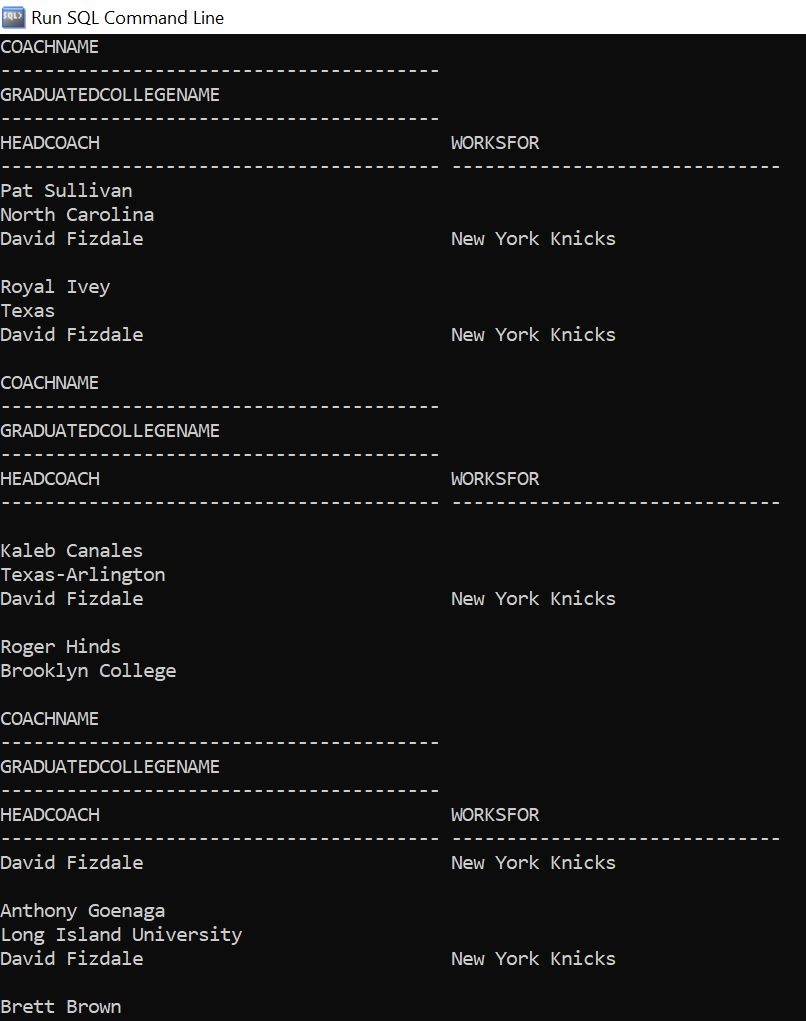 SQL> Run SQL Command Line
COACHNAME
----------------------------------------
GRADUATEDCOLLEGENAME
----------------------------------------
HEADCOACH                                WORKSFOR
---------------------------------------- ------------------------------
Pat Sullivan
North Carolina
David Fizdale                            New York Knicks

Royal Ivey
Texas
David Fizdale                            New York Knicks

COACHNAME
----------------------------------------
GRADUATEDCOLLEGENAME
----------------------------------------
HEADCOACH                                WORKSFOR
---------------------------------------- ------------------------------

Kaleb Canales
Texas-Arlington
David Fizdale                            New York Knicks

Roger Hinds
Brooklyn College

COACHNAME
----------------------------------------
GRADUATEDCOLLEGENAME
----------------------------------------
HEADCOACH                                WORKSFOR
---------------------------------------- ------------------------------
David Fizdale                            New York Knicks

Anthony Goenaga
Long Island University
David Fizdale                            New York Knicks

Brett Brown